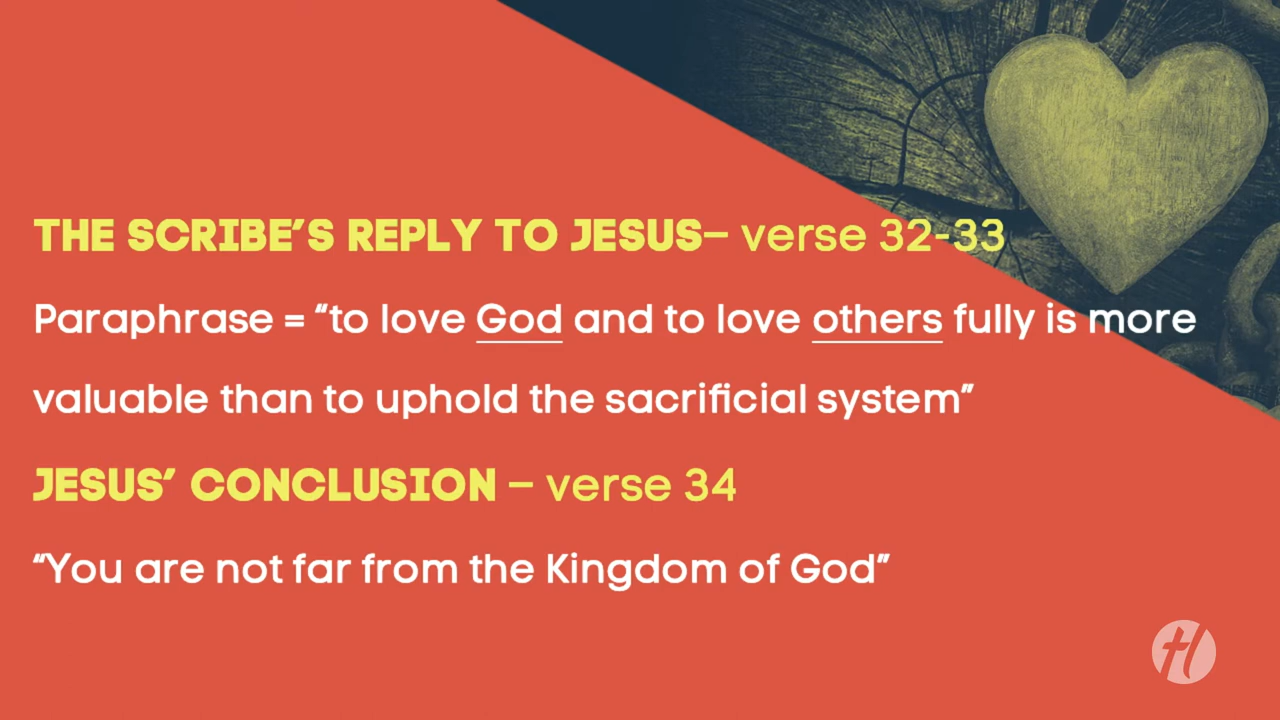 THE SCRIBE'S REPLY TO JESUS– verse 32-33
Paraphrase = “to love God and to love others fully is more
valuable than to uphold the sacrificial system”
JESUS' CONCLUSION – verse 34
“You are not far from the Kingdom of God”